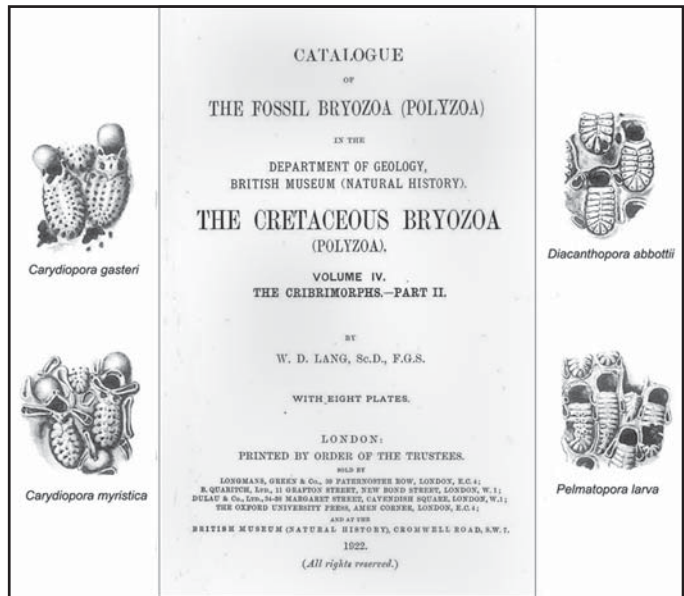 CATALOGUE
OF
THE FOSSIL BRYOZOA (POLYZOA)
IN THE
DEPARTMENT OF GEOLOGY,
BRITISH MUSEUM (NATURAL HISTORY).
THE CRETACEOUS BRYOZOA
(POLYZOA).
VOLUME IV.
THE CRIBRIMORPHS.—PART II.
BY
W. D. LANG, Sc.D., F.G.S.
WITH EIGHT PLATES.
LONDON:
PRINTED BY ORDER OF THE TRUSTEES.
SOLD BY
LONGMANS, GREEN & Co., 39 PATERNOSTER ROW, LONDON, E.C. 4;
B. QUARITCH, LTD., 11 GRAFTON STREET, NEW BOND STREET, LONDON, W. 1;
DULAU & Co., LTD., 34-36 MARGARET STREET, CAVENDISH SQUARE, LONDON, W. 1;
THE OXFORD UNIVERSITY PRESS, AMEN CORNER, LONDON, E.C. 4;
AND AT THE
BRITISH MUSEUM (NATURAL HISTORY), CROMWELL ROAD, S.W. 7.
1922.
(All rights reserved.)
Carydiopora gasteri
Carydiopora myristica
Diacanthopora abbottii
Pelmatopora larva